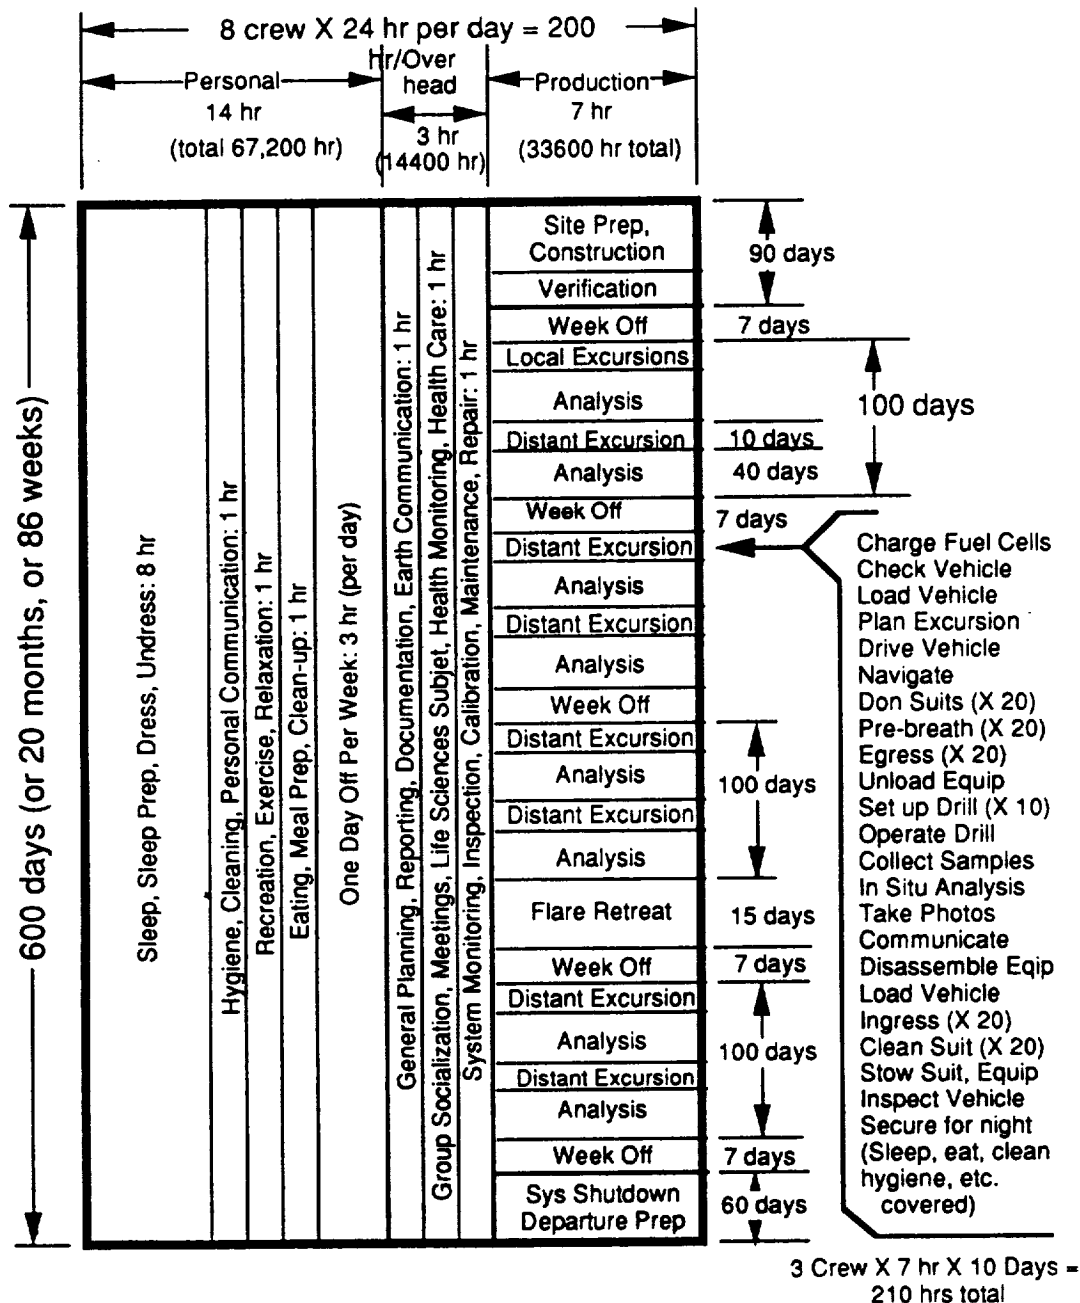 8 crew X 24 hr per day = 200
Personal
14 hr
(total 67,200 hr)
Hr/Over
head
3 hr
(14400 hr)
Production
7 hr
(33600 hr total)
600 days (or 20 months, or 86 weeks)
Sleep, Sleep Prep, Dress, Undress: 8 hr
Hygiene, Cleaning, Personal Communication: 1 hr
Recreation, Exercise, Relaxation: 1 hr
Eating, Meal Prep, Clean-up: 1 hr
One Day Off Per Week: 3 hr (per day)
General Planning, Reporting, Documentation, Earth Communication: 1 hr
Group Socialization, Meetings, Life Sciences Subjet, Health Monitoring, Health Care: 1 hr
System Monitoring, Inspection, Calibration, Maintenance, Repair: 1 hr
Site Prep,
Construction
Verification
Week Off
Local Excursions
Analysis
Distant Excursion
Analysis
Week Off
Distant Excursion
Analysis
Distant Excursion
Analysis
Week Off
Distant Excursion
Analysis
Distant Excursion
Analysis
Flare Retreat
Week Off
Distant Excursion
Analysis
Distant Excursion
Analysis
Week Off
Sys Shutdown
Departure Prep
90 days
7 days
100 days
10 days
40 days
7 days
100 days
15 days
7 days
100 days
7 days
60 days
Charge Fuel Cells
Check Vehicle
Load Vehicle
Plan Excursion
Drive Vehicle
Navigate
Don Suits (X 20)
Pre-breath (X 20)
Egress (X 20)
Unload Equip
Set up Drill (X 10)
Operate Drill
Collect Samples
In Situ Analysis
Take Photos
Communicate
Disassemble Eqip
Load Vehicle
Ingress (X 20)
Clean Suit (X 20)
Stow Suit, Equip
Inspect Vehicle
Secure for night
(Sleep, eat, clean
hygiene, etc.
covered)
3 Crew X 7 hr X 10 Days =
210 hrs total